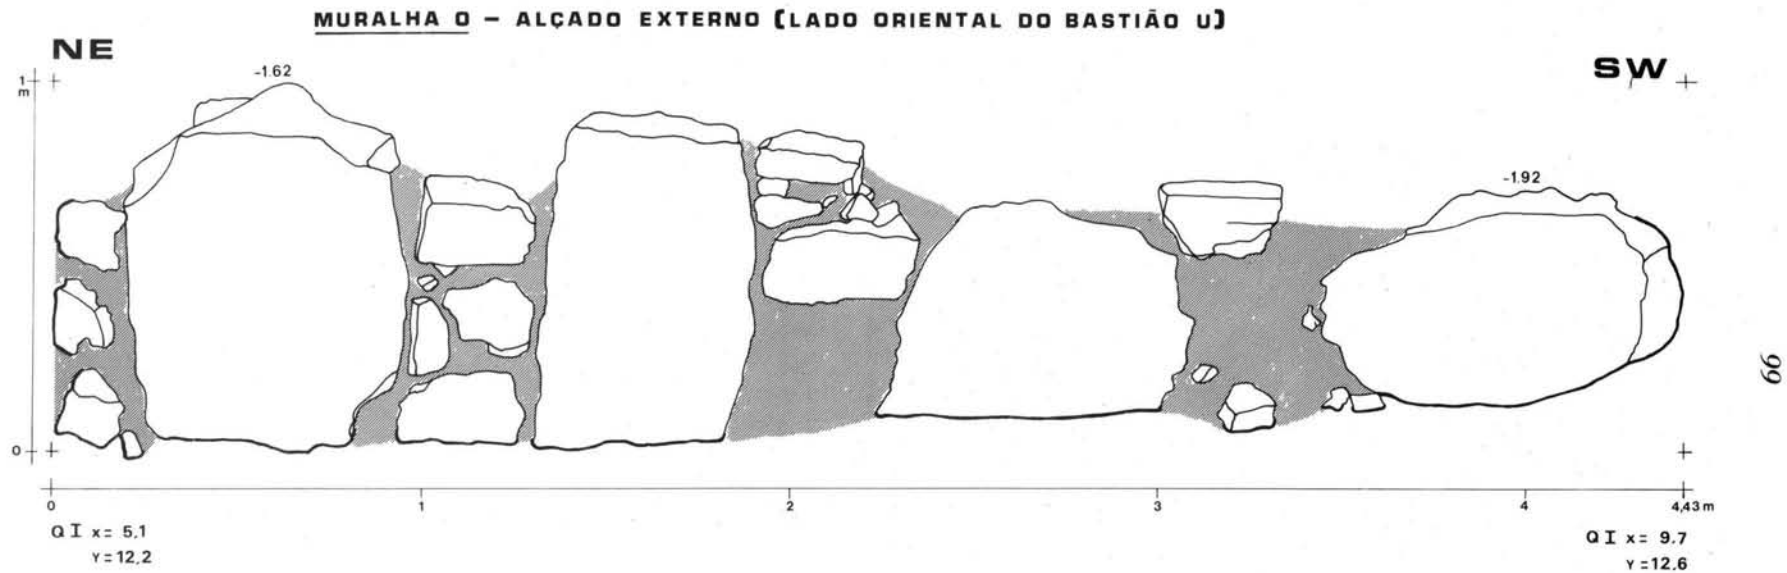 MURALHA O – ALÇADO EXTERNO (LADO ORIENTAL DO BASTIÃO U)
NE
SW
-1.62
1
m
-1.92
66
0
0
1
2
3
4
4,43 m
Q I x = 5,1
Y = 12,2
Q I x = 9.7
Y = 12.6